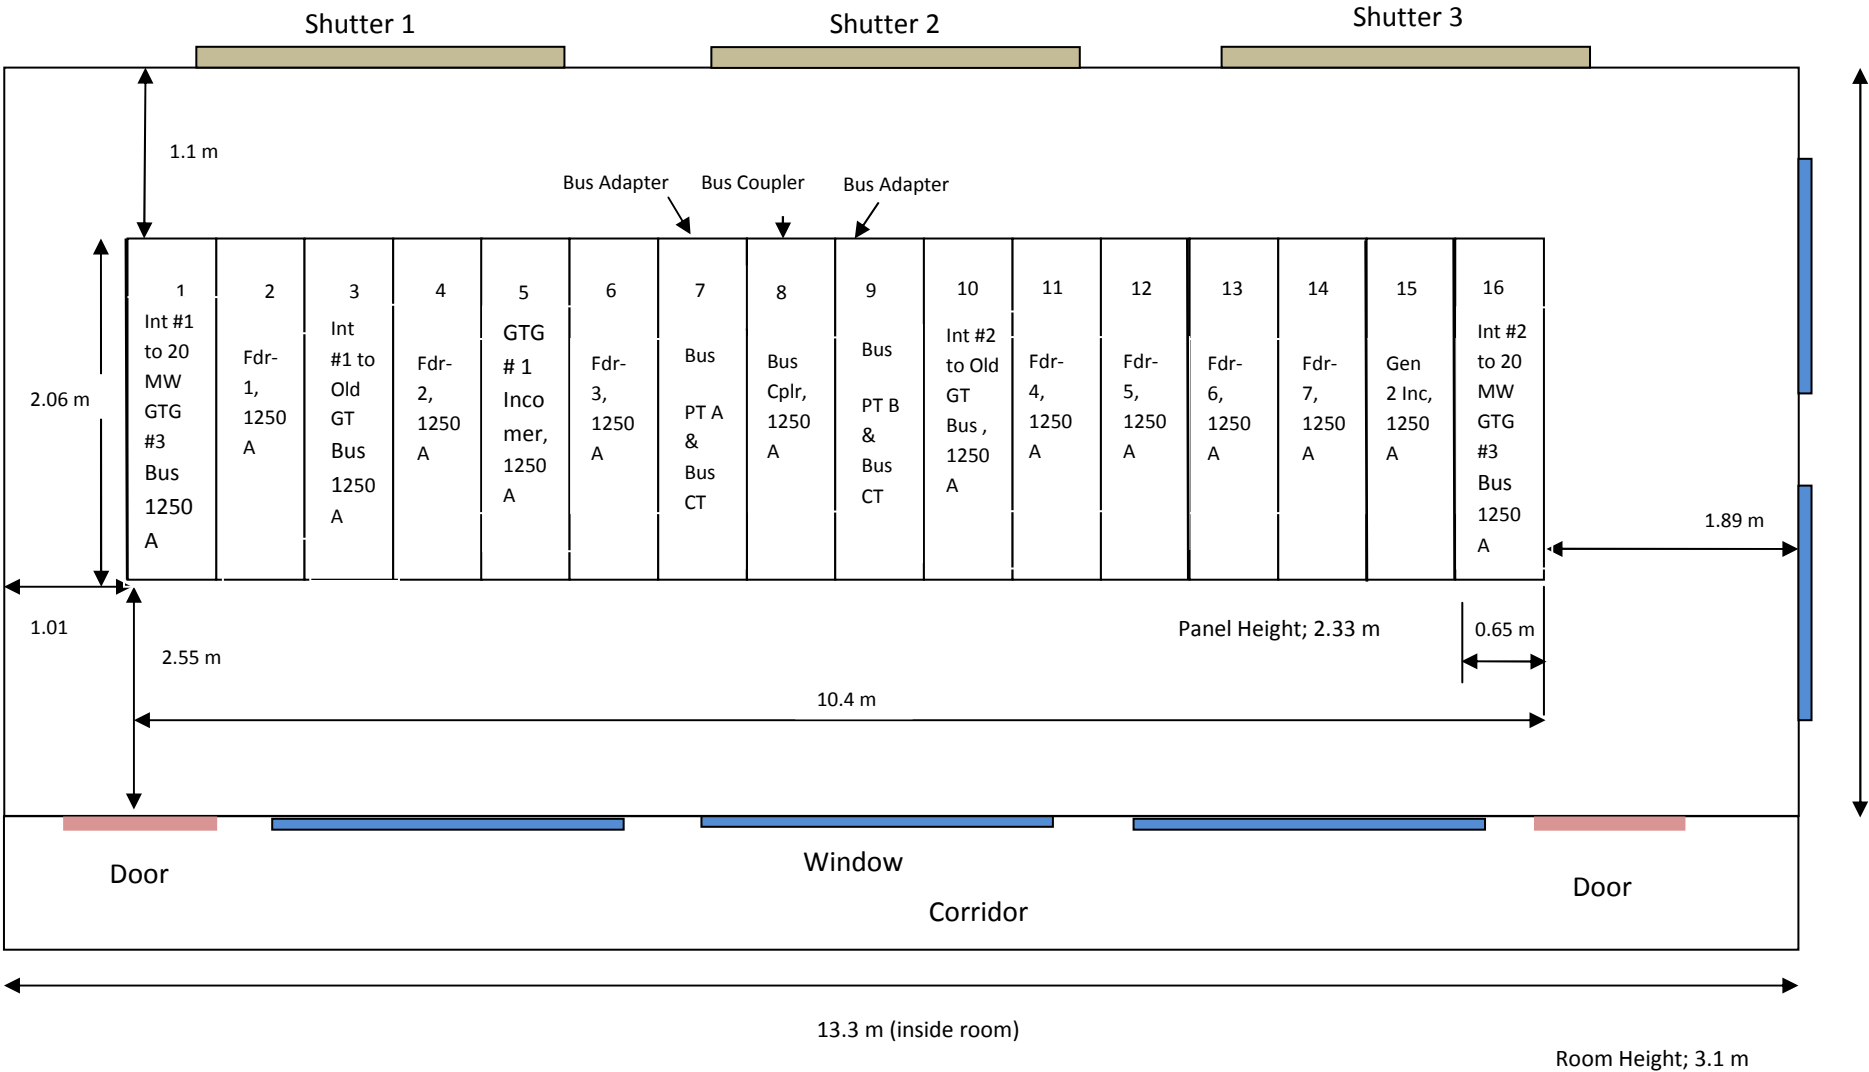 Shutter 1
Shutter 2
Shutter 3
1.1 m
Bus Adapter
Bus Coupler
Bus Adapter
1
Int #1
to 20
MW
GTG
#3
Bus
1250
A
2
Fdr-
1,
1250
A
3
Int
#1 to
Old
GT
Bus
1250
A
4
Fdr-
2,
1250
A
5
GTG
# 1
Inco
mer,
1250
A
6
Fdr-
3,
1250
A
7
Bus
PT A
&
Bus
CT
8
Bus
Cplr,
1250
A
9
Bus
PT B
&
Bus
CT
10
Int #2
to Old
GT
Bus ,
1250
A
11
Fdr-
4,
1250
A
12
Fdr-
5,
1250
A
13
Fdr-
6,
1250
A
14
Fdr-
7,
1250
A
15
Gen
2 Inc,
1250
A
16
Int #2
to 20
MW
GTG
#3
Bus
1250
A
2.06 m
1.89 m
1.01
2.55 m
Panel Height; 2.33 m
0.65 m
10.4 m
Door
Window
Door
Corridor
13.3 m (inside room)
Room Height; 3.1 m